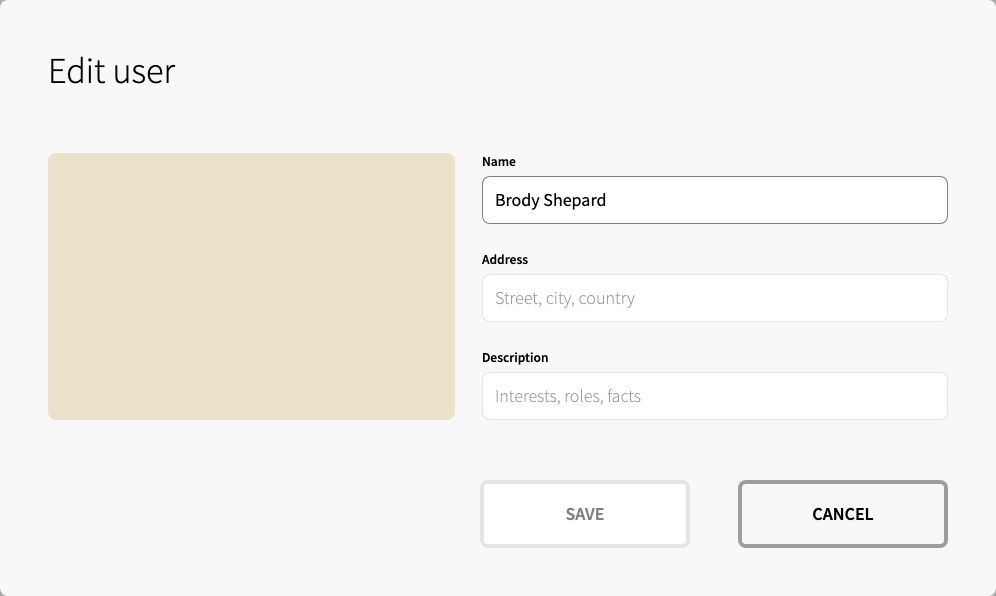 Edit user
Name
Brody Shepard
Address
Street, city, country
Description
Interests, roles, facts
SAVE
CANCEL